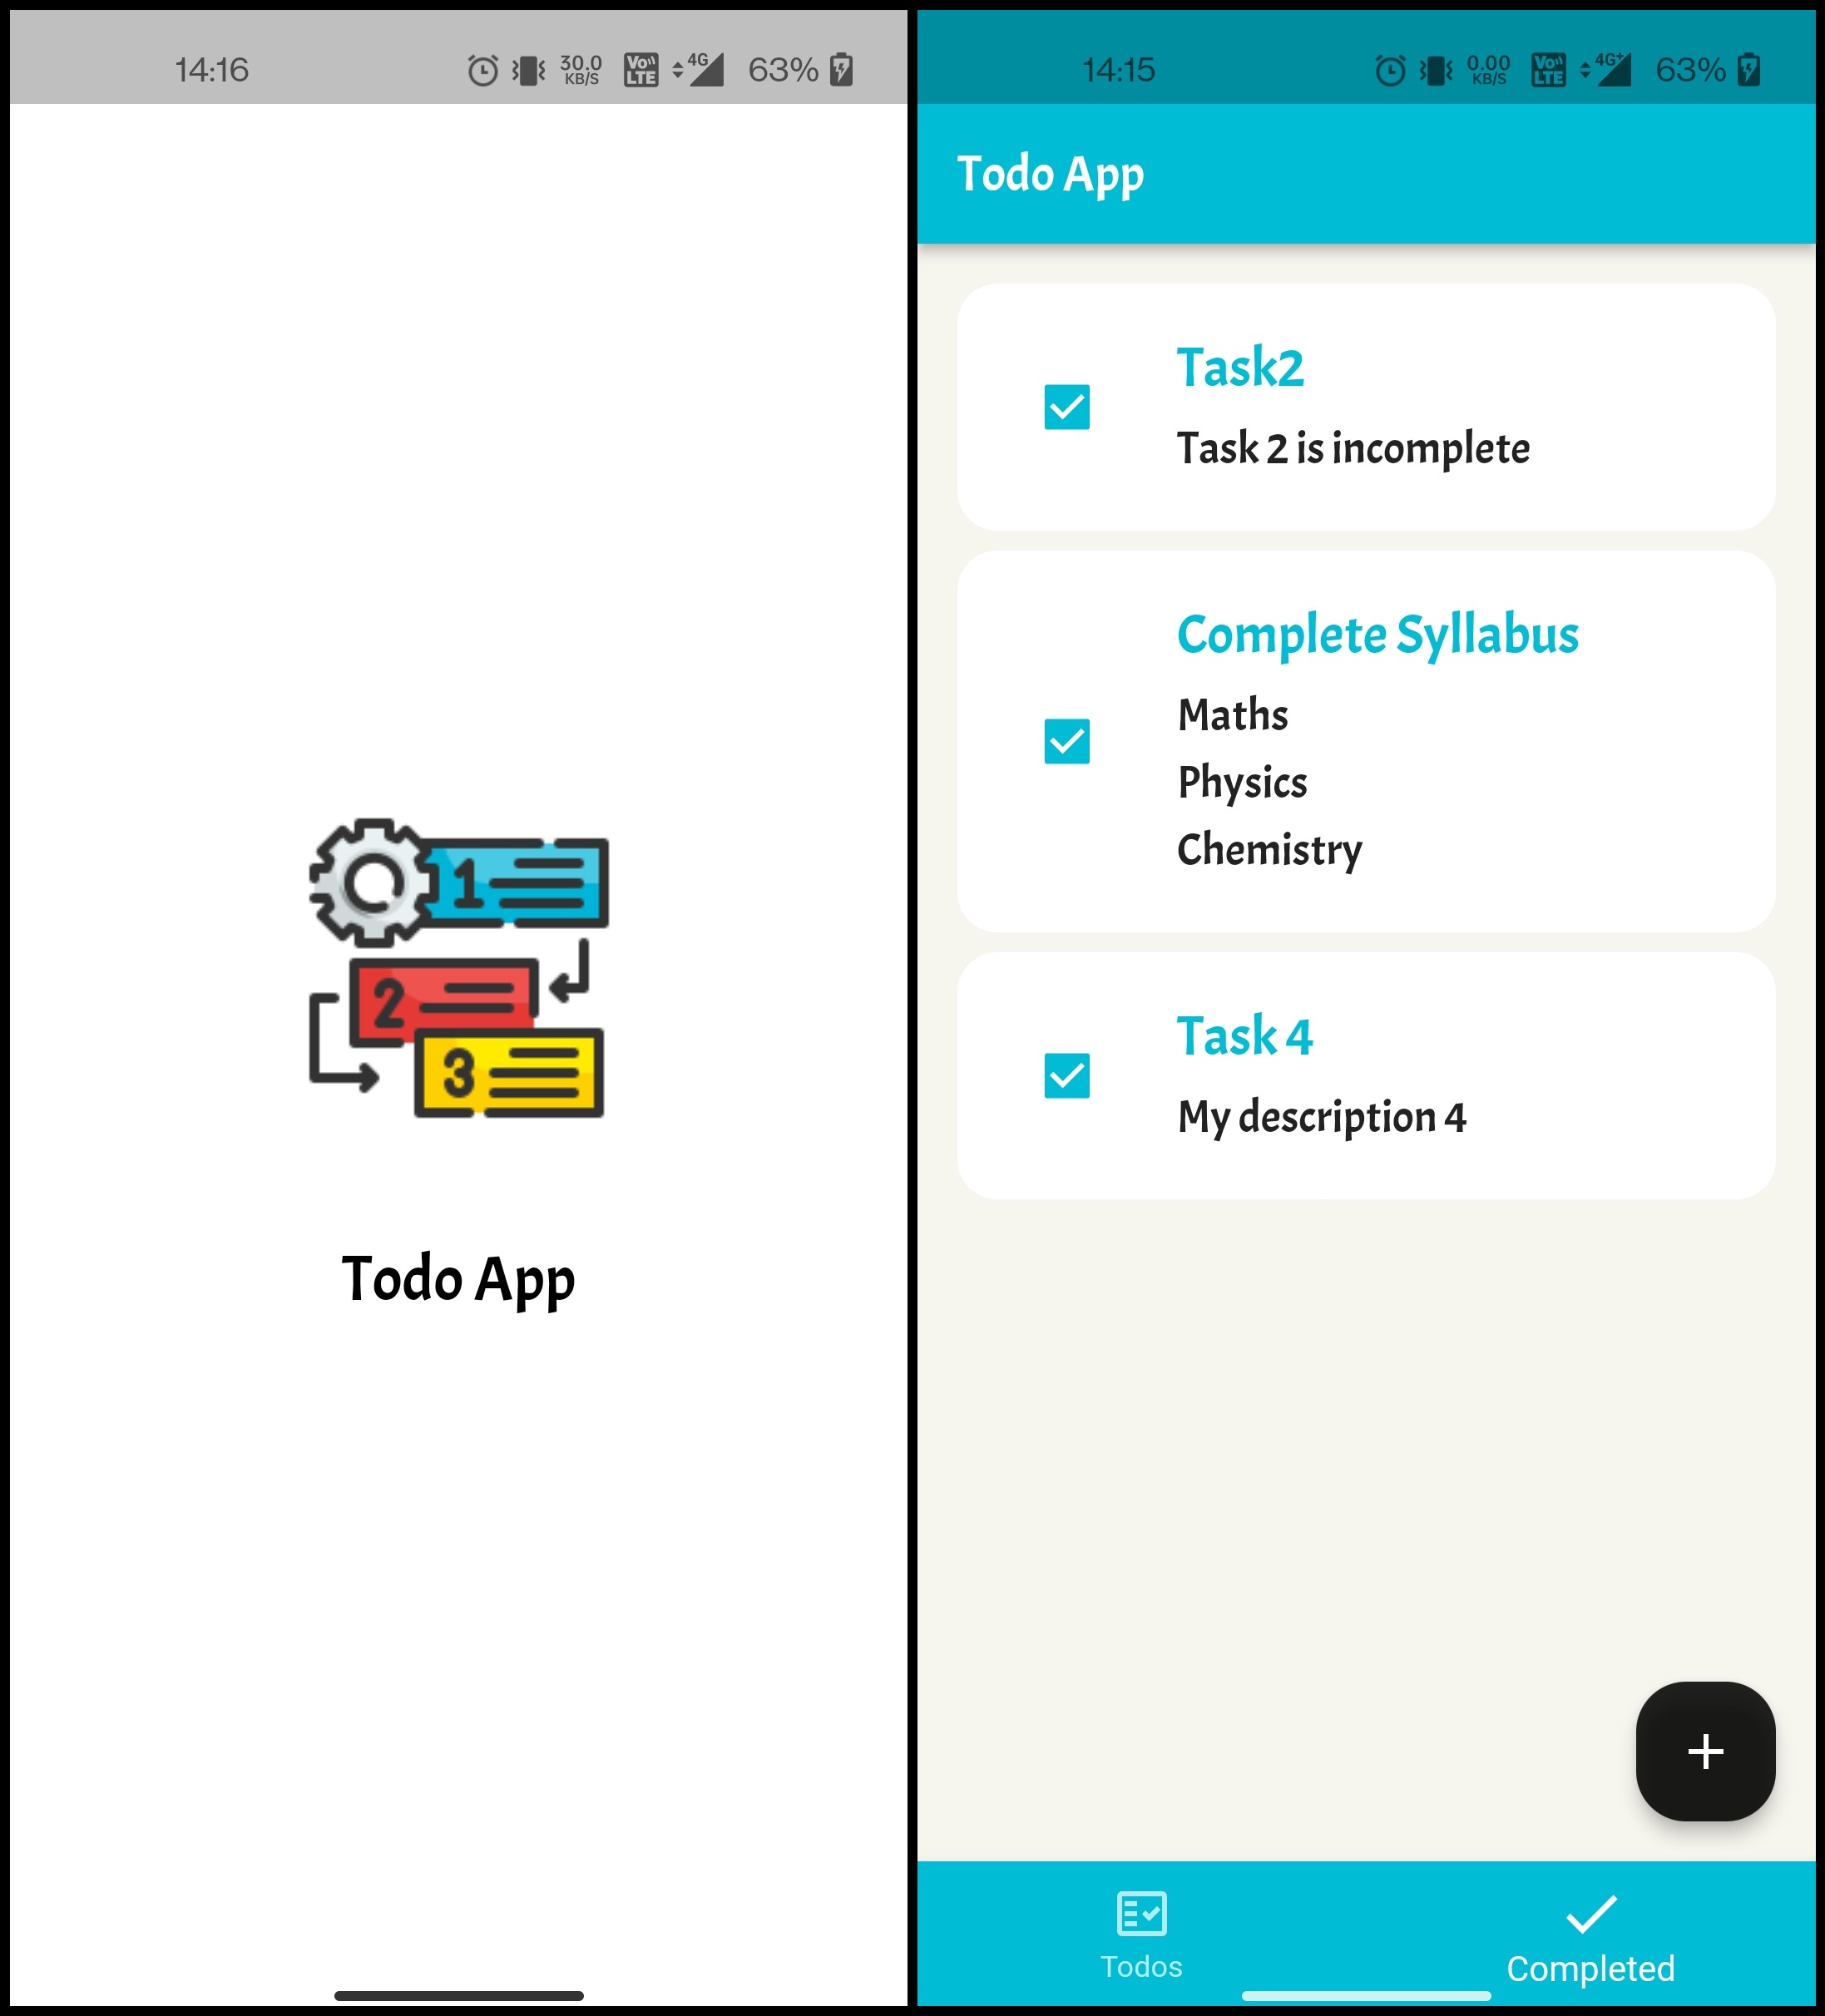 14:16
30.0
KB/S
Vo
LTE
4G
63%
1
2
3
Todo App
14:15
0.00
KB/S
Vo
LTE
4G+
63%
Todo App
Task2
Task 2 is incomplete
Complete Syllabus
Maths
Physics
Chemistry
Task 4
My description 4
+
Todos
Completed